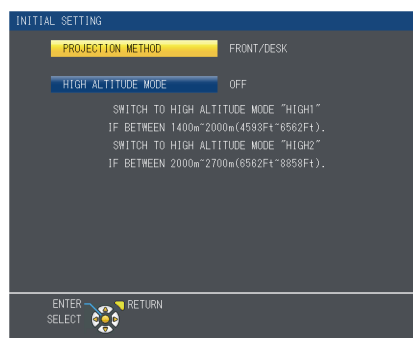 INITIAL SETTING
PROJECTION METHOD FRONT/DESK
HIGH ALTITUDE MODE OFF
SWITCH TO HIGH ALTITUDE MODE "HIGH1"
IF BETWEEN 1400m~2000m(4593Ft~6562Ft).
SWITCH TO HIGH ALTITUDE MODE "HIGH2"
IF BETWEEN 2000m~2700m(6562Ft~8858Ft).
ENTER RETURN
SELECT